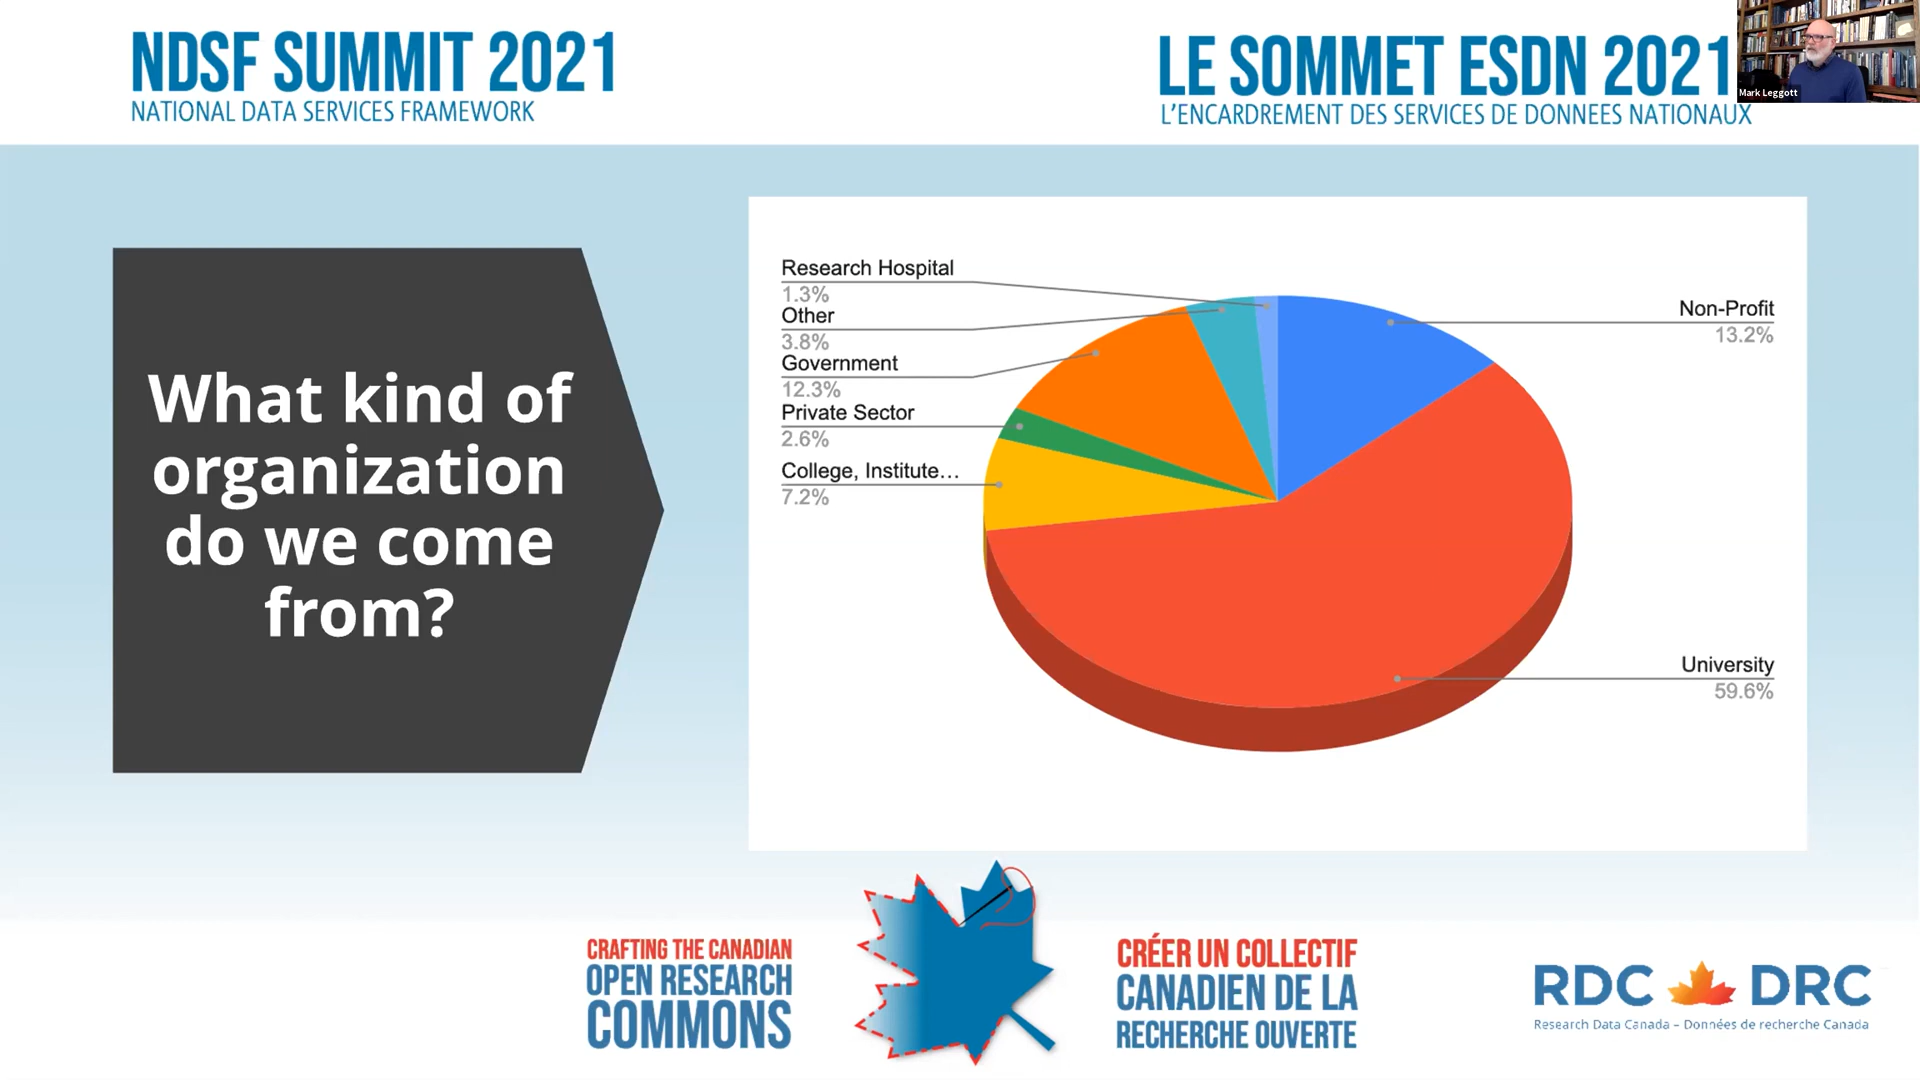 NDSF SUMMIT 2021
NATIONAL DATA SERVICES FRAMEWORK
LE SOMMET ESDN 2021
L'ENCARDREMENT DES SERVICES DE DONNEES NATIONAUX
Mark Leggott
What kind of
organization
do we come
from?
Research Hospital
1.3%
Other
3.8%
Government
12.3%
Private Sector
2.6%
College, Institute...
7.2%
Non-Profit
13.2%
University
59.6%
CRAFTING THE CANADIAN
OPEN RESEARCH
COMMONS
CRÉER UN COLLECTIF
CANADIEN DE LA
RECHERCHE OUVERTE
RDC DRC
Research Data Canada – Données de recherche Canada